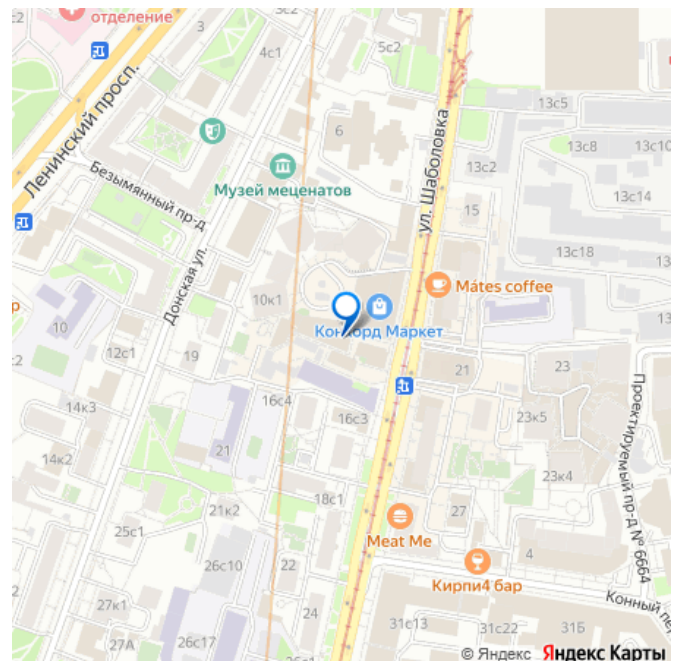 отделение
3
4с1
5с2
Ленинский просп.
6
ул. Шаболовка
13с5
13с8
13с10
13с2
13с14
Музей меценатов
Безымянный пр-д
15
13с18
Донская ул.
Mátes coffee
10к1
Конкорд Маркет
10
12с1
19
21
23
14к3
16с4
16с3
23к5
Проектируемый пр-д № 6664
14к2
21
23к4
18с1
21к2
27
25с1
Meat Me
26с10
22
4
Кирпи4 бар
27к1
24
31с13
31с22
31Б
Конный пе
27А
26с17
© Яндекс Яндекс Карты